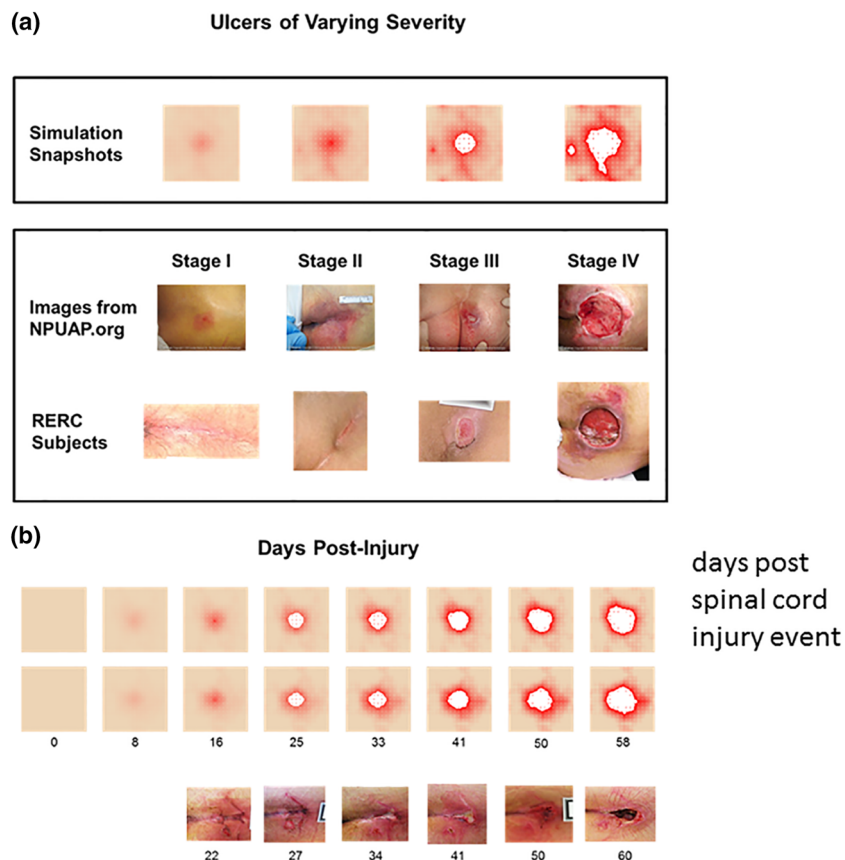 (a)
Ulcers of Varying Severity
Simulation
Snapshots
Stage I
Stage II
Stage III
Stage IV
Images from
NPUAP.org
RERC
Subjects
(b)
Days Post-Injury
days post
spinal cord
injury event
0
8
16
25
33
41
50
58
D
D
22
27
34
41
50
60